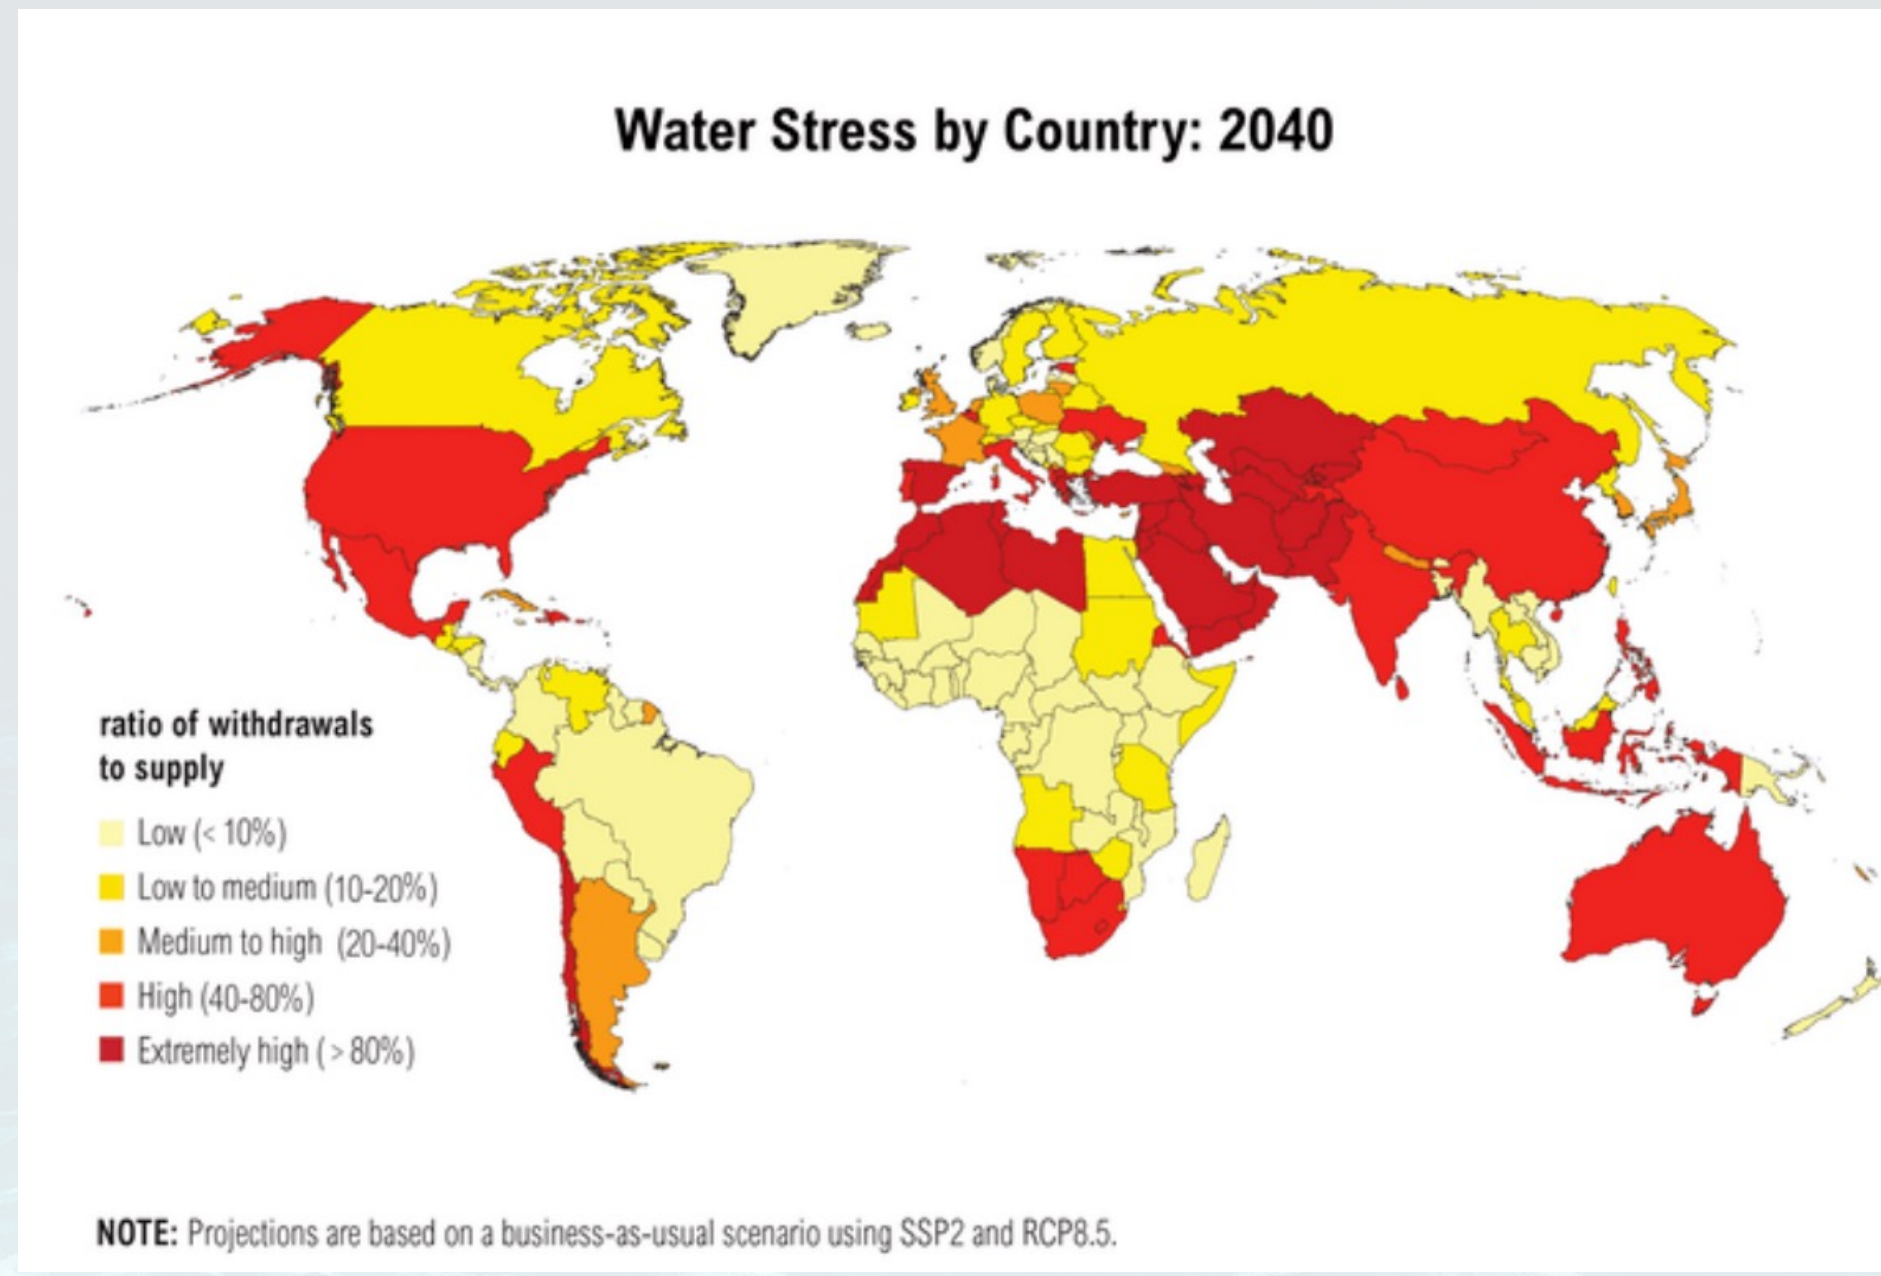 Water Stress by Country: 2040
ratio of withdrawals
to supply
Low (< 10%)
Low to medium (10-20%)
Medium to high (20-40%)
High (40-80%)
Extremely high ( > 80%)
NOTE: Projections are based on a business-as-usual scenario using SSP2 and RCP8.5.